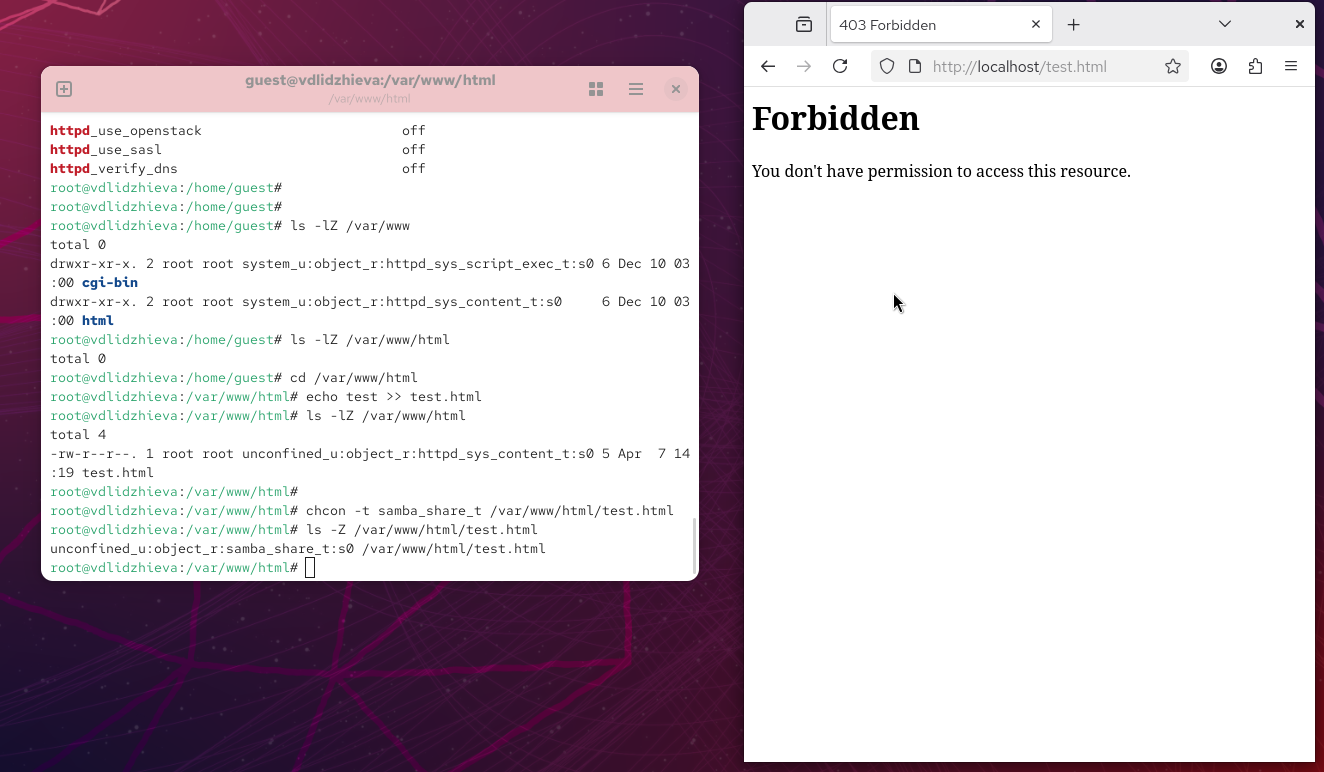 guest@vdlidzhieva:/var/www/html
/var/www/html
httpd_use_openstack                         off
httpd_use_sasl                              off
httpd_verify_dns                            off
root@vdlidzhieva:/home/guest#
root@vdlidzhieva:/home/guest#
root@vdlidzhieva:/home/guest# ls -lZ /var/www
total 0
drwxr-xr-x. 2 root root system_u:object_r:httpd_sys_script_exec_t:s0 6 Dec 10 03
:00 cgi-bin
drwxr-xr-x. 2 root root system_u:object_r:httpd_sys_content_t:s0     6 Dec 10 03
:00 html
root@vdlidzhieva:/home/guest# ls -lZ /var/www/html
total 0
root@vdlidzhieva:/home/guest# cd /var/www/html
root@vdlidzhieva:/var/www/html# echo test >> test.html
root@vdlidzhieva:/var/www/html# ls -lZ /var/www/html
total 4
-rw-r--r--. 1 root root unconfined_u:object_r:httpd_sys_content_t:s0 5 Apr  7 14
:19 test.html
root@vdlidzhieva:/var/www/html#
root@vdlidzhieva:/var/www/html# chcon -t samba_share_t /var/www/html/test.html
root@vdlidzhieva:/var/www/html# ls -Z /var/www/html/test.html
unconfined_u:object_r:samba_share_t:s0 /var/www/html/test.html
root@vdlidzhieva:/var/www/html#
403 Forbidden
http://localhost/test.html
Forbidden
You don't have permission to access this resource.